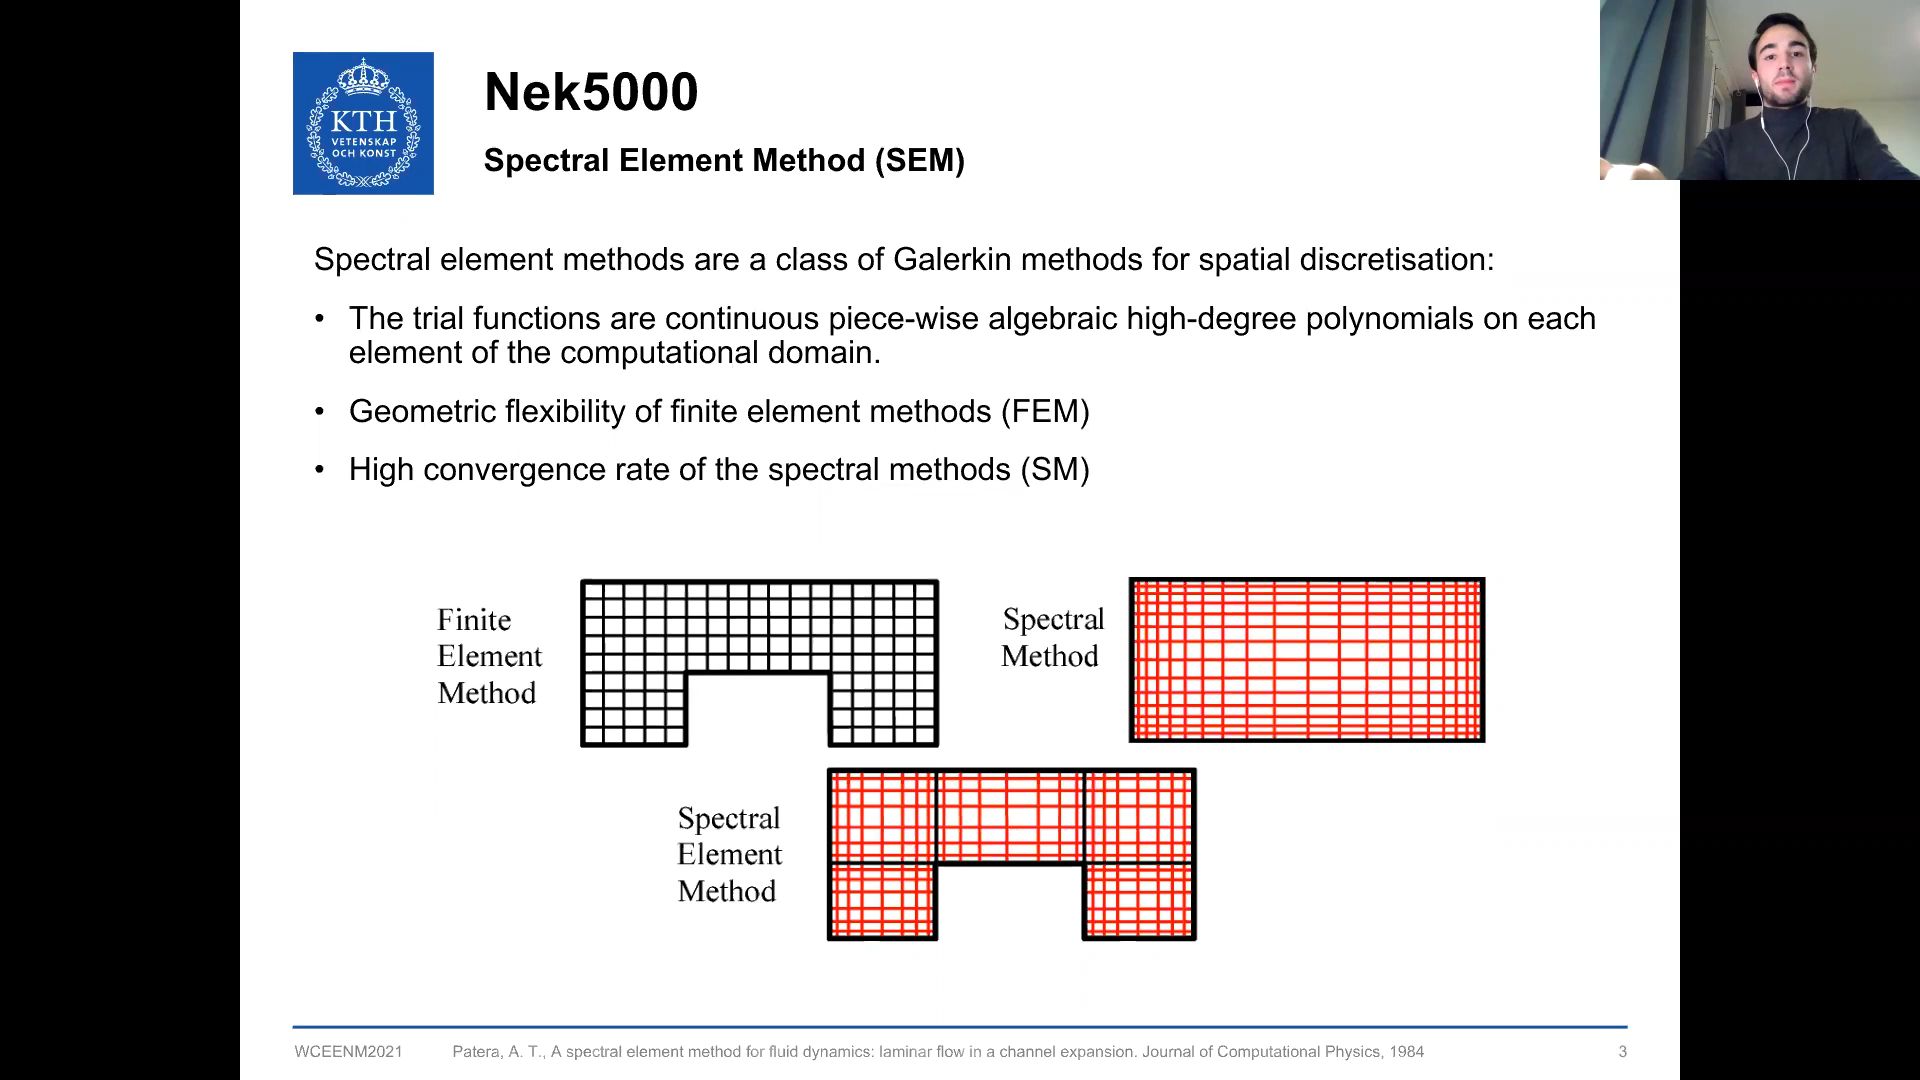 KTH
VETENSKAP
OCH KONST
Nek5000
Spectral Element Method (SEM)
Spectral element methods are a class of Galerkin methods for spatial discretisation:
• The trial functions are continuous piece-wise algebraic high-degree polynomials on each
element of the computational domain.
• Geometric flexibility of finite element methods (FEM)
• High convergence rate of the spectral methods (SM)
Finite
Element
Method
Spectral
Method
Spectral
Element
Method
WCEENM2021
Patera, A. T., A spectral element method for fluid dynamics: laminar flow in a channel expansion. Journal of Computational Physics, 1984
3